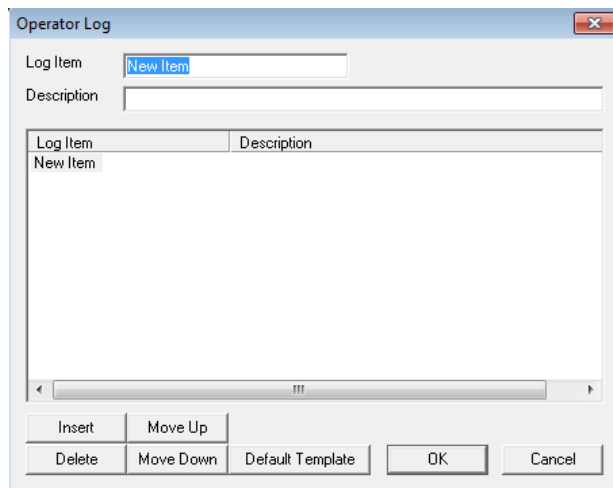 Operator Log
Log Item New Item
Description
Log Item Description
New Item
Insert Move Up
Delete Move Down Default Template OK Cancel